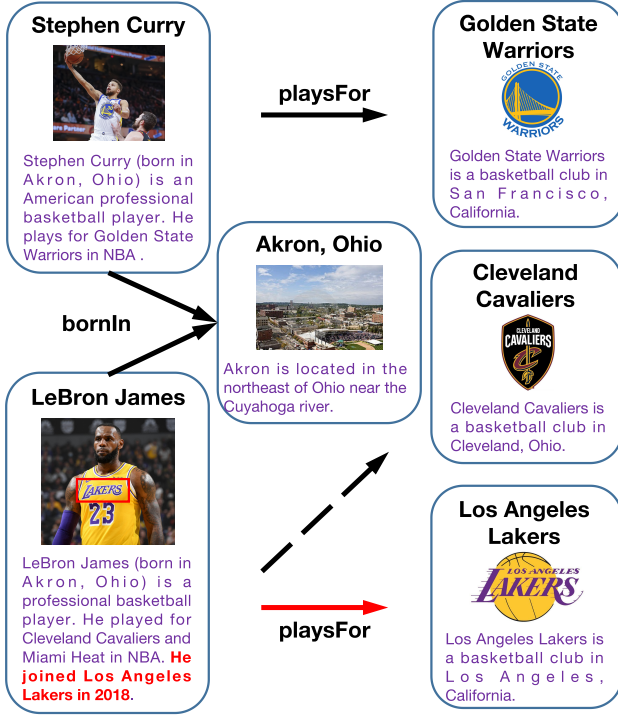 Stephen Curry
Stephen Curry (born in
Akron, Ohio) is an
American professional
basketball player. He
plays for Golden State
Warriors in NBA .
playsFor
Golden State
Warriors
GOLDEN STATE
WARRIORS
Golden State Warriors
is a basketball club in
San Francisco,
California.
bornIn
Akron, Ohio
Akron is located in the
northeast of Ohio near the
Cuyahoga river.
Cleveland
Cavaliers
CLEVELAND
CAVALIERS
Cleveland Cavaliers is
a basketball club in
Cleveland, Ohio.
LeBron James
LAKERS
23
LeBron James (born in
Akron, Ohio) is a
professional basketball
player. He played for
Cleveland Cavaliers and
Miami Heat in NBA. He
joined Los Angeles
Lakers in 2018.
playsFor
Los Angeles
Lakers
LOS ANGELES
LAKERS
Los Angeles Lakers is
a basketball club in
Los Angeles,
California.